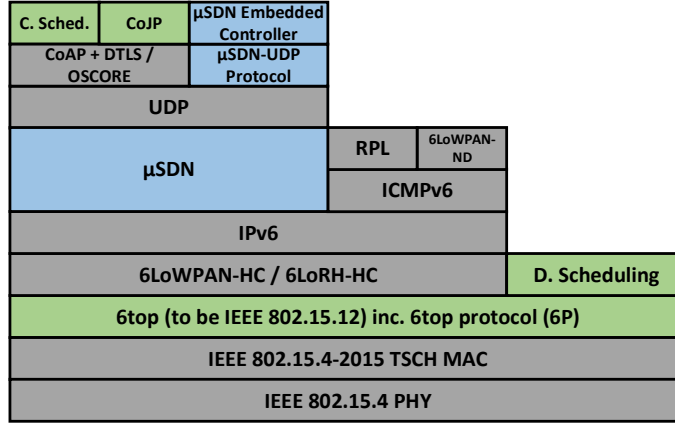 C. Sched.
CoJP
µSDN Embedded
Controller
CoAP + DTLS /
OSCORE
µSDN-UDP
Protocol
UDP
µSDN
RPL
6LoWPAN-
ND
ICMPv6
IPv6
6LoWPAN-HC / 6LoRH-HC
D. Scheduling
6top (to be IEEE 802.15.12) inc. 6top protocol (6P)
IEEE 802.15.4-2015 TSCH MAC
IEEE 802.15.4 PHY